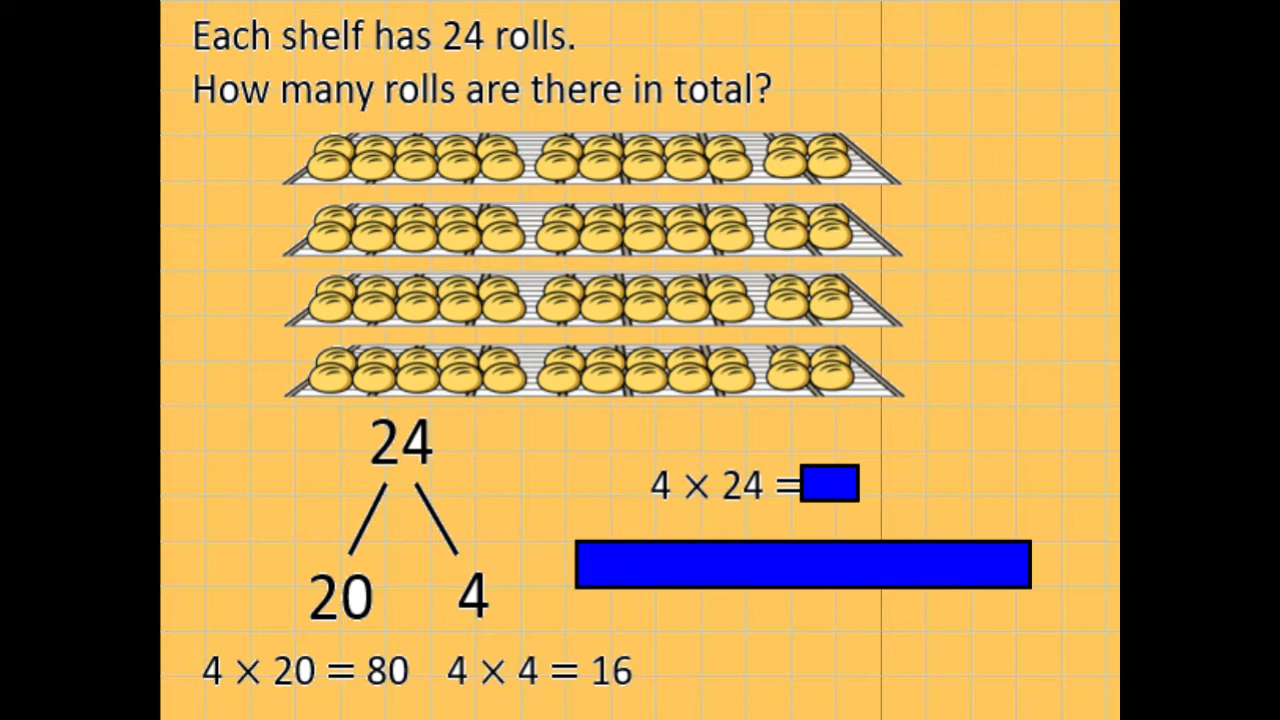 Each shelf has 24 rolls.
How many rolls are there in total?
24
20 4
4 × 24 =
4 × 20 = 80 4 × 4 = 16